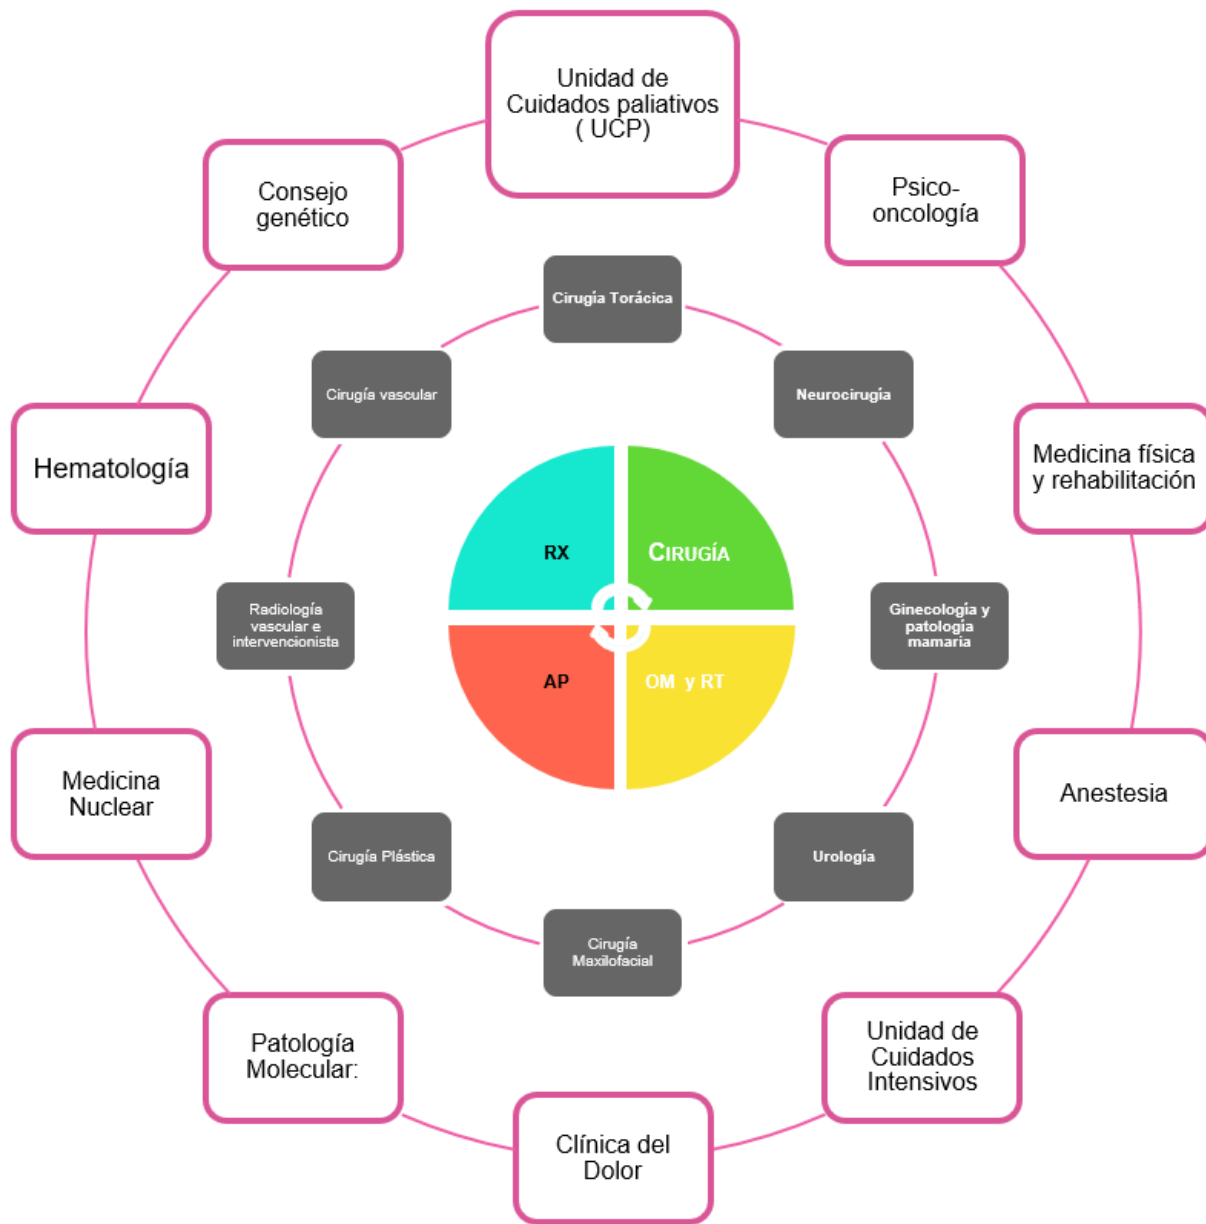 Unidad de
Cuidados paliativos
( UCP)
Psico-
oncología
Medicina física
y rehabilitación
Anestesia
Unidad de
Cuidados
Intensivos
Clínica del
Dolor
Patología
Molecular:
Medicina
Nuclear
Hematología
Consejo
genético
Cirugía Torácica
Neurocirugía
Ginecología y
patología
mamaria
Urología
Cirugía
Maxilofacial
Cirugía Plástica
Radiología
vascular e
intervencionista
Cirugía vascular
RX
CIRUGÍA
AP
OM y RT